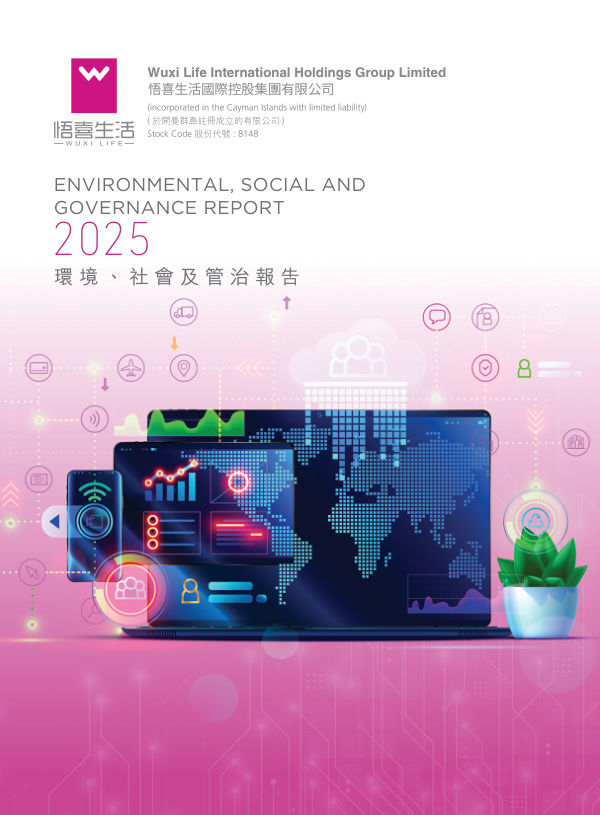 Wuxi Life International Holdings Group Limited
悟喜生活國際控股集團有限公司
(incorporated in the Cayman Islands with limited liability)
(於開曼群島註冊成立的有限公司)
Stock Code 股份代號 : 8148
悟喜生活
WUXI LIFE
ENVIRONMENTAL, SOCIAL AND
GOVERNANCE REPORT
2025
環境、社會及管治報告